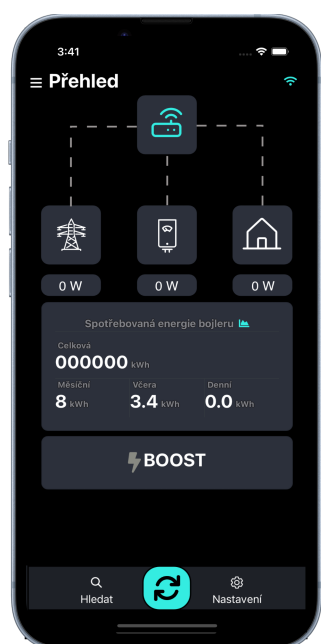 3:41
Přehled
0 W 0 W 0 W
Spotřebovaná energie bojleru
Celková
000000 kWh
Měsíční Včera Denní
8 kWh 3.4 kWh 0.0 kWh
BOOST
Hledat Nastavení